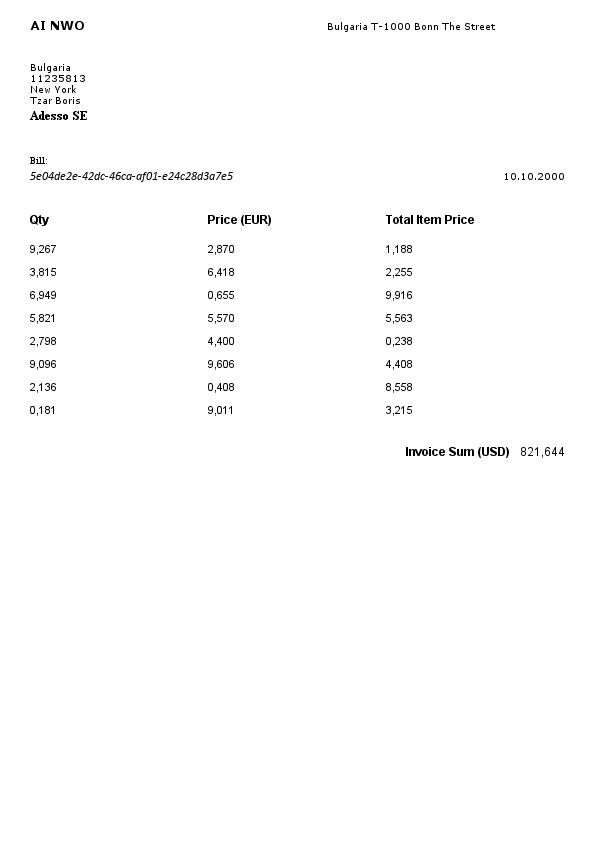 AI NWO Bulgaria T-1000 Bonn The Street
Bulgaria
11235813
New York
Tzar Boris
Adesso SE
Bill:
5e04de2e-42dc-46ca-af01-e24c28d3a7e5 10.10.2000
Qty Price (EUR) Total Item Price
9,267 2,870 1,188
3,815 6,418 2,255
6,949 0,655 9,916
5,821 5,570 5,563
2,798 4,400 0,238
9,096 9,606 4,408
2,136 0,408 8,558
0,181 9,011 3,215
Invoice Sum (USD) 821,644